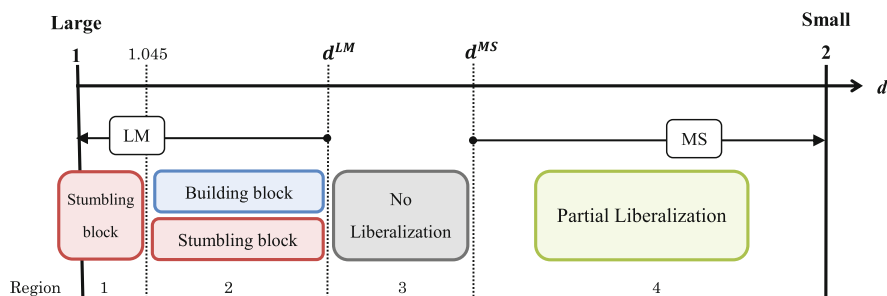 Large
Small
1
1.045
d^LM
d^MS
2
d
LM
MS
Stumbling
block
Building block
Stumbling block
No
Liberalization
Partial Liberalization
Region
1
2
3
4